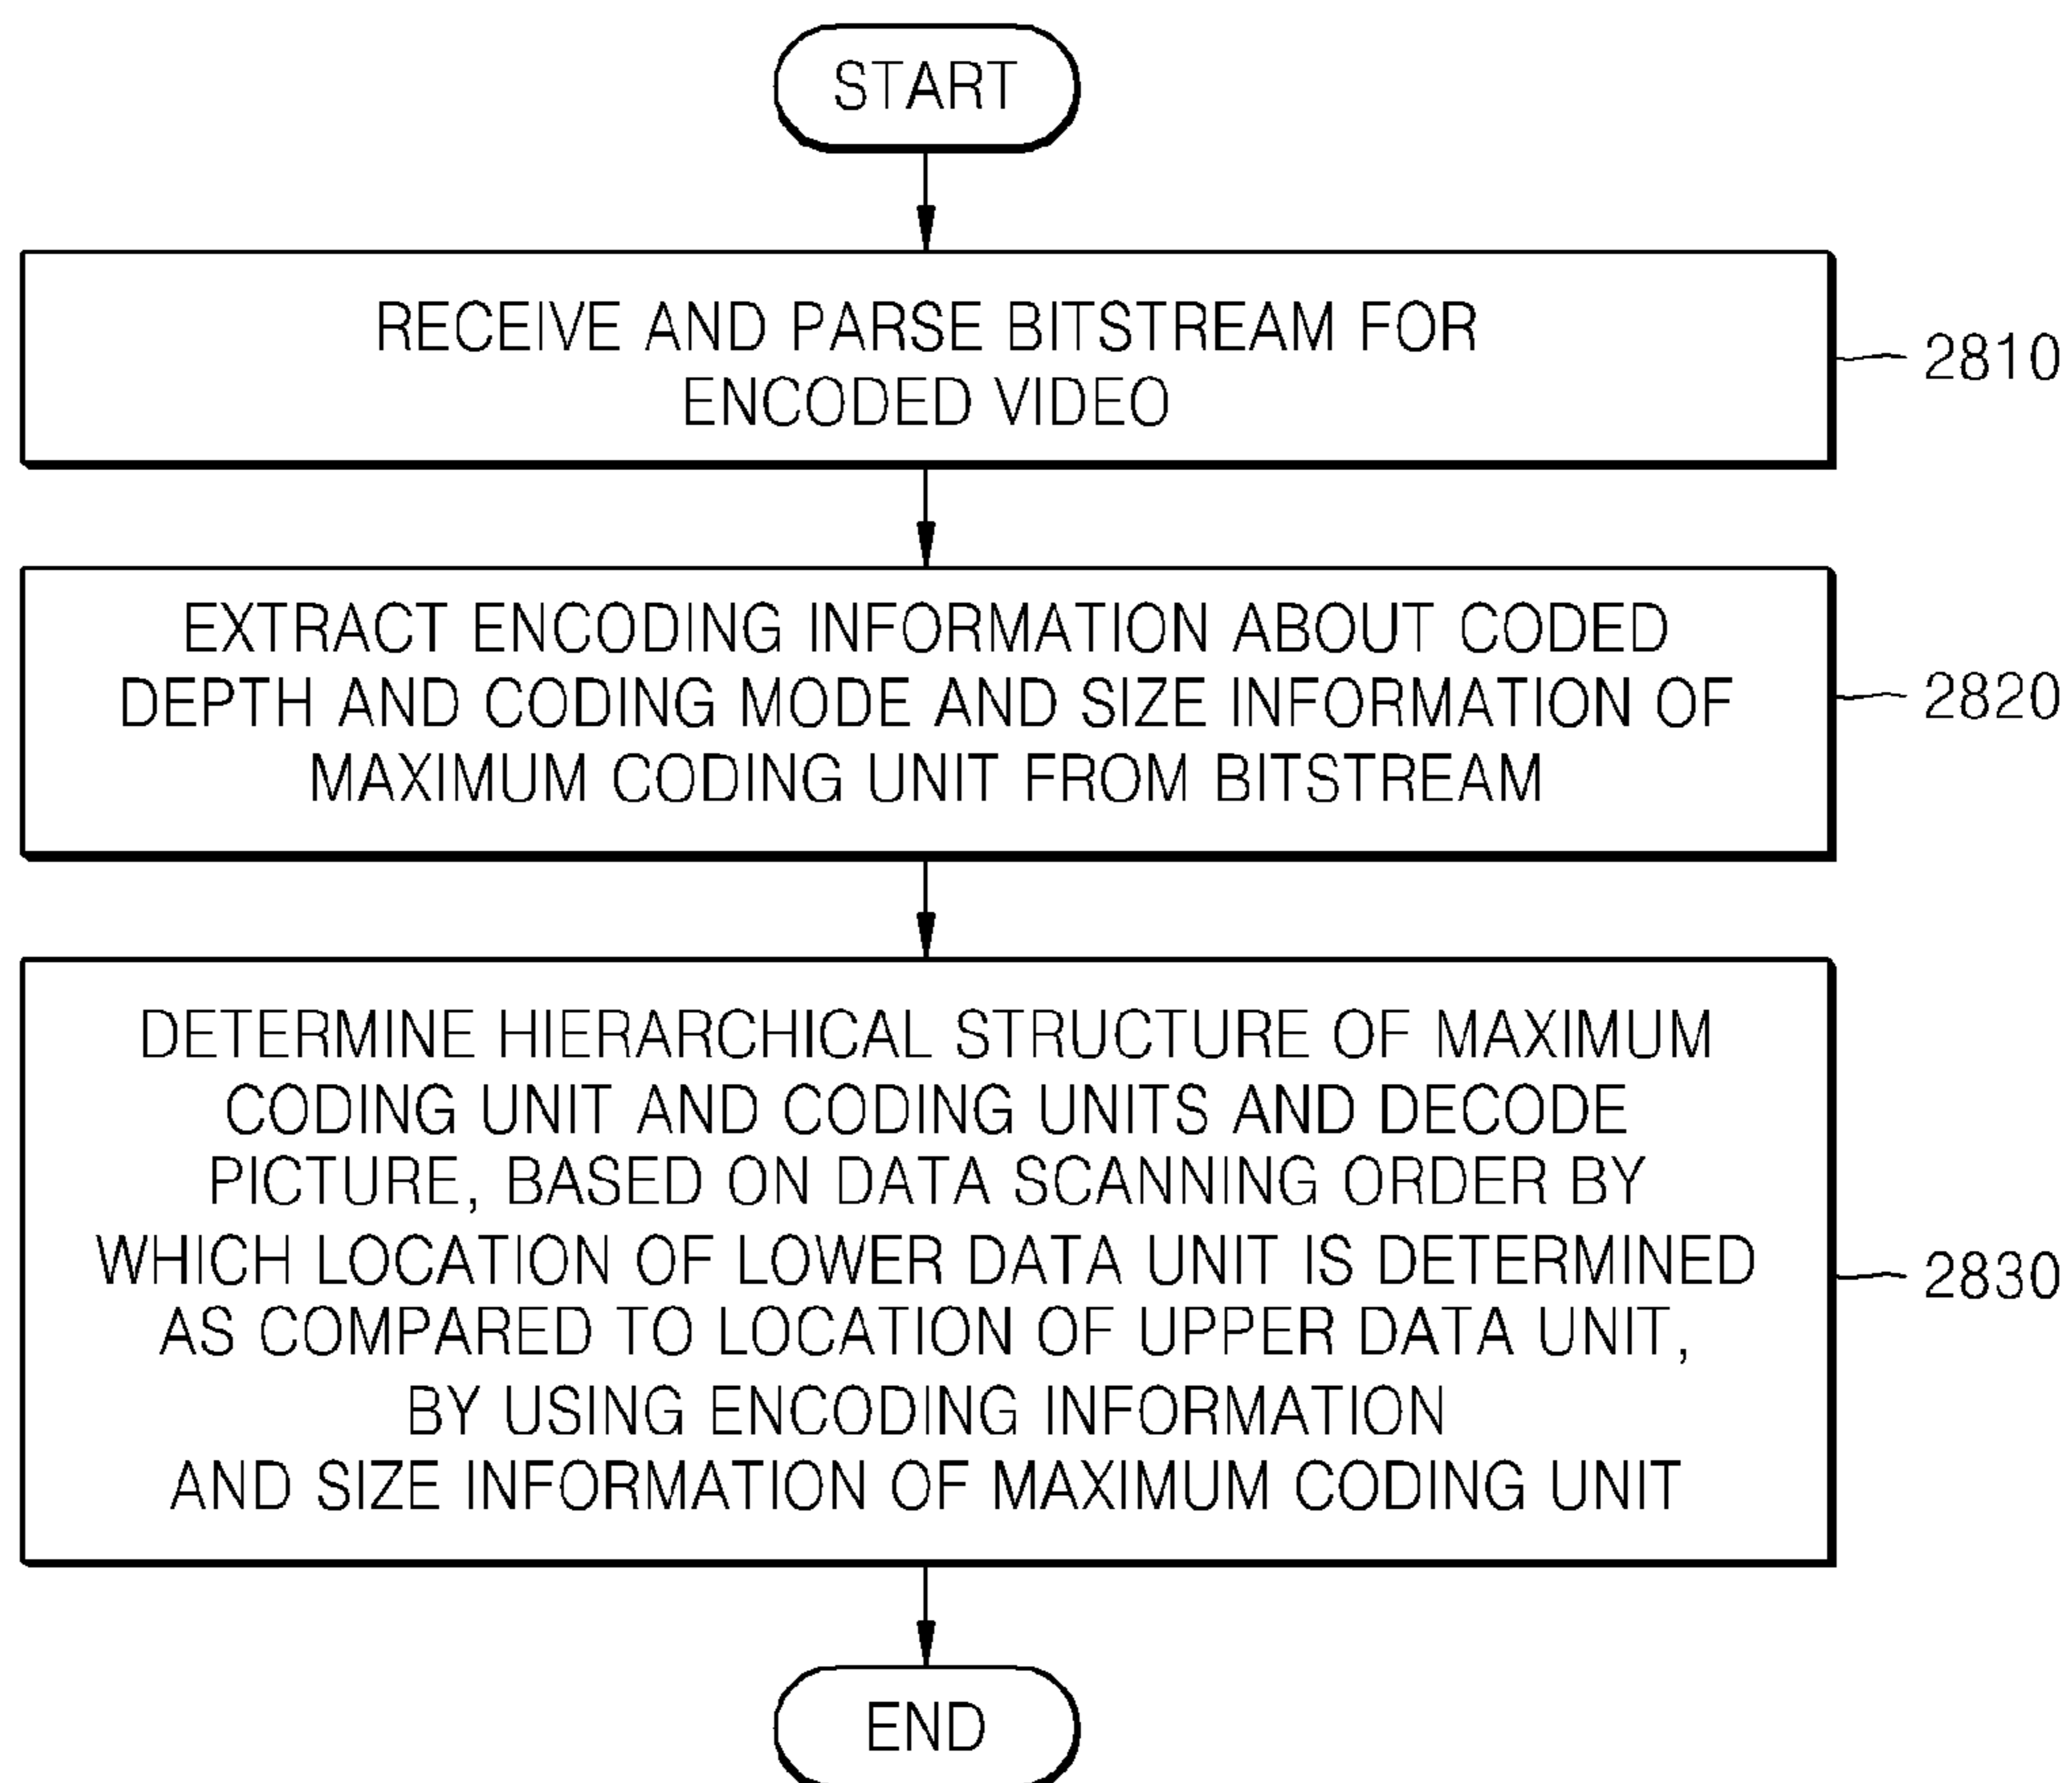 START
RECEIVE AND PARSE BITSTREAM FOR
ENCODED VIDEO
2810
EXTRACT ENCODING INFORMATION ABOUT CODED
DEPTH AND CODING MODE AND SIZE INFORMATION OF
MAXIMUM CODING UNIT FROM BITSTREAM
2820
DETERMINE HIERARCHICAL STRUCTURE OF MAXIMUM
CODING UNIT AND CODING UNITS AND DECODE
PICTURE, BASED ON DATA SCANNING ORDER BY
WHICH LOCATION OF LOWER DATA UNIT IS DETERMINED
AS COMPARED TO LOCATION OF UPPER DATA UNIT,
BY USING ENCODING INFORMATION
AND SIZE INFORMATION OF MAXIMUM CODING UNIT
2830
END